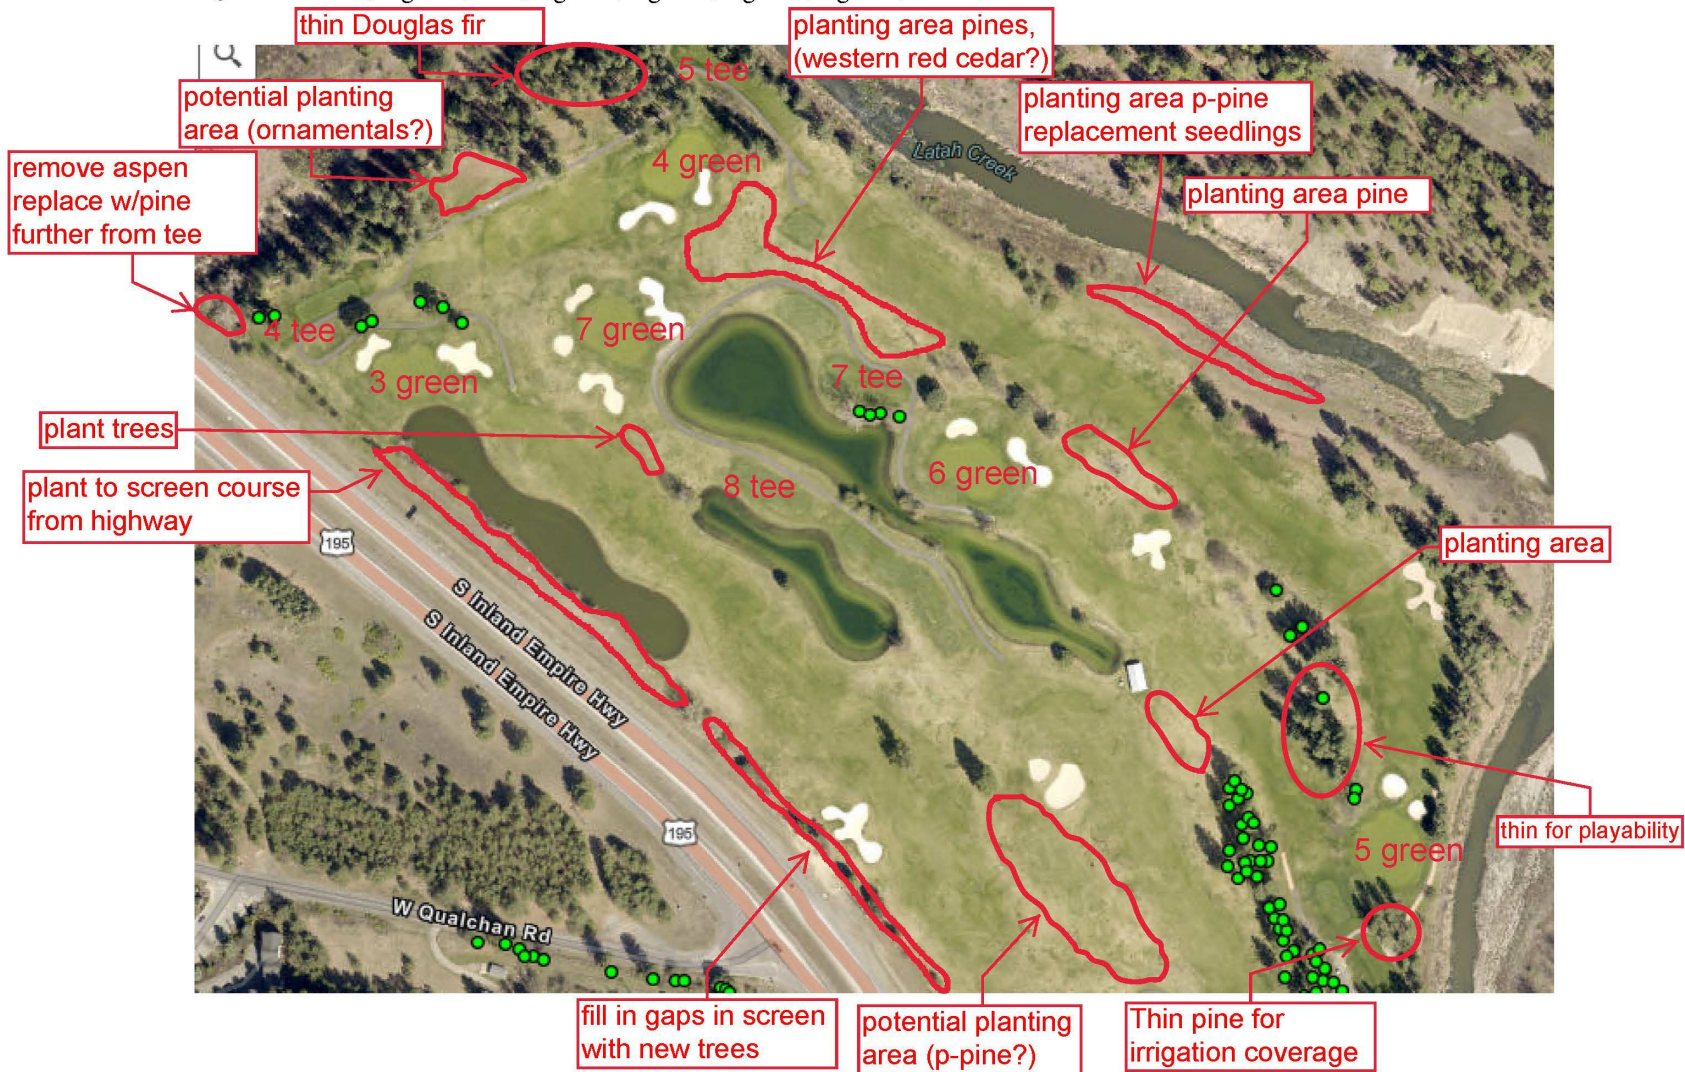 thin Douglas fir
planting area pines,
(western red cedar?)
5 tee
potential planting
area (ornamentals?)
planting area p-pine
replacement seedlings
Latah Creek
4 green
remove aspen
replace w/pine
further from tee
planting area pine
4 tee
7 green
3 green
7 tee
plant trees
6 green
8 tee
plant to screen course
from highway
195
planting area
S Inland Empire Hwy
S Inland Empire Hwy
195
thin for playability
5 green
W Qualchan Rd
fill in gaps in screen
with new trees
potential planting
area (p-pine?)
Thin pine for
irrigation coverage